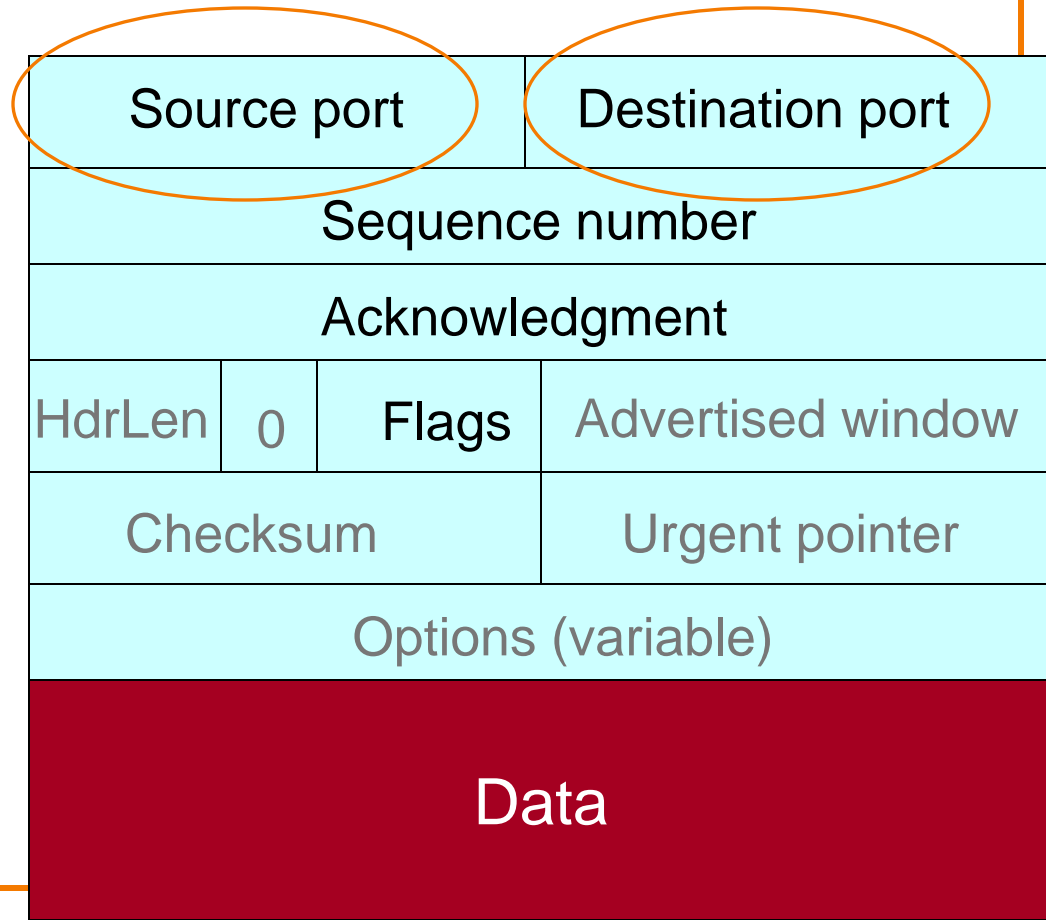 Source port Destination port
Sequence number
Acknowledgment
HdrLen 0 Flags Advertised window
Checksum Urgent pointer
Options (variable)
Data